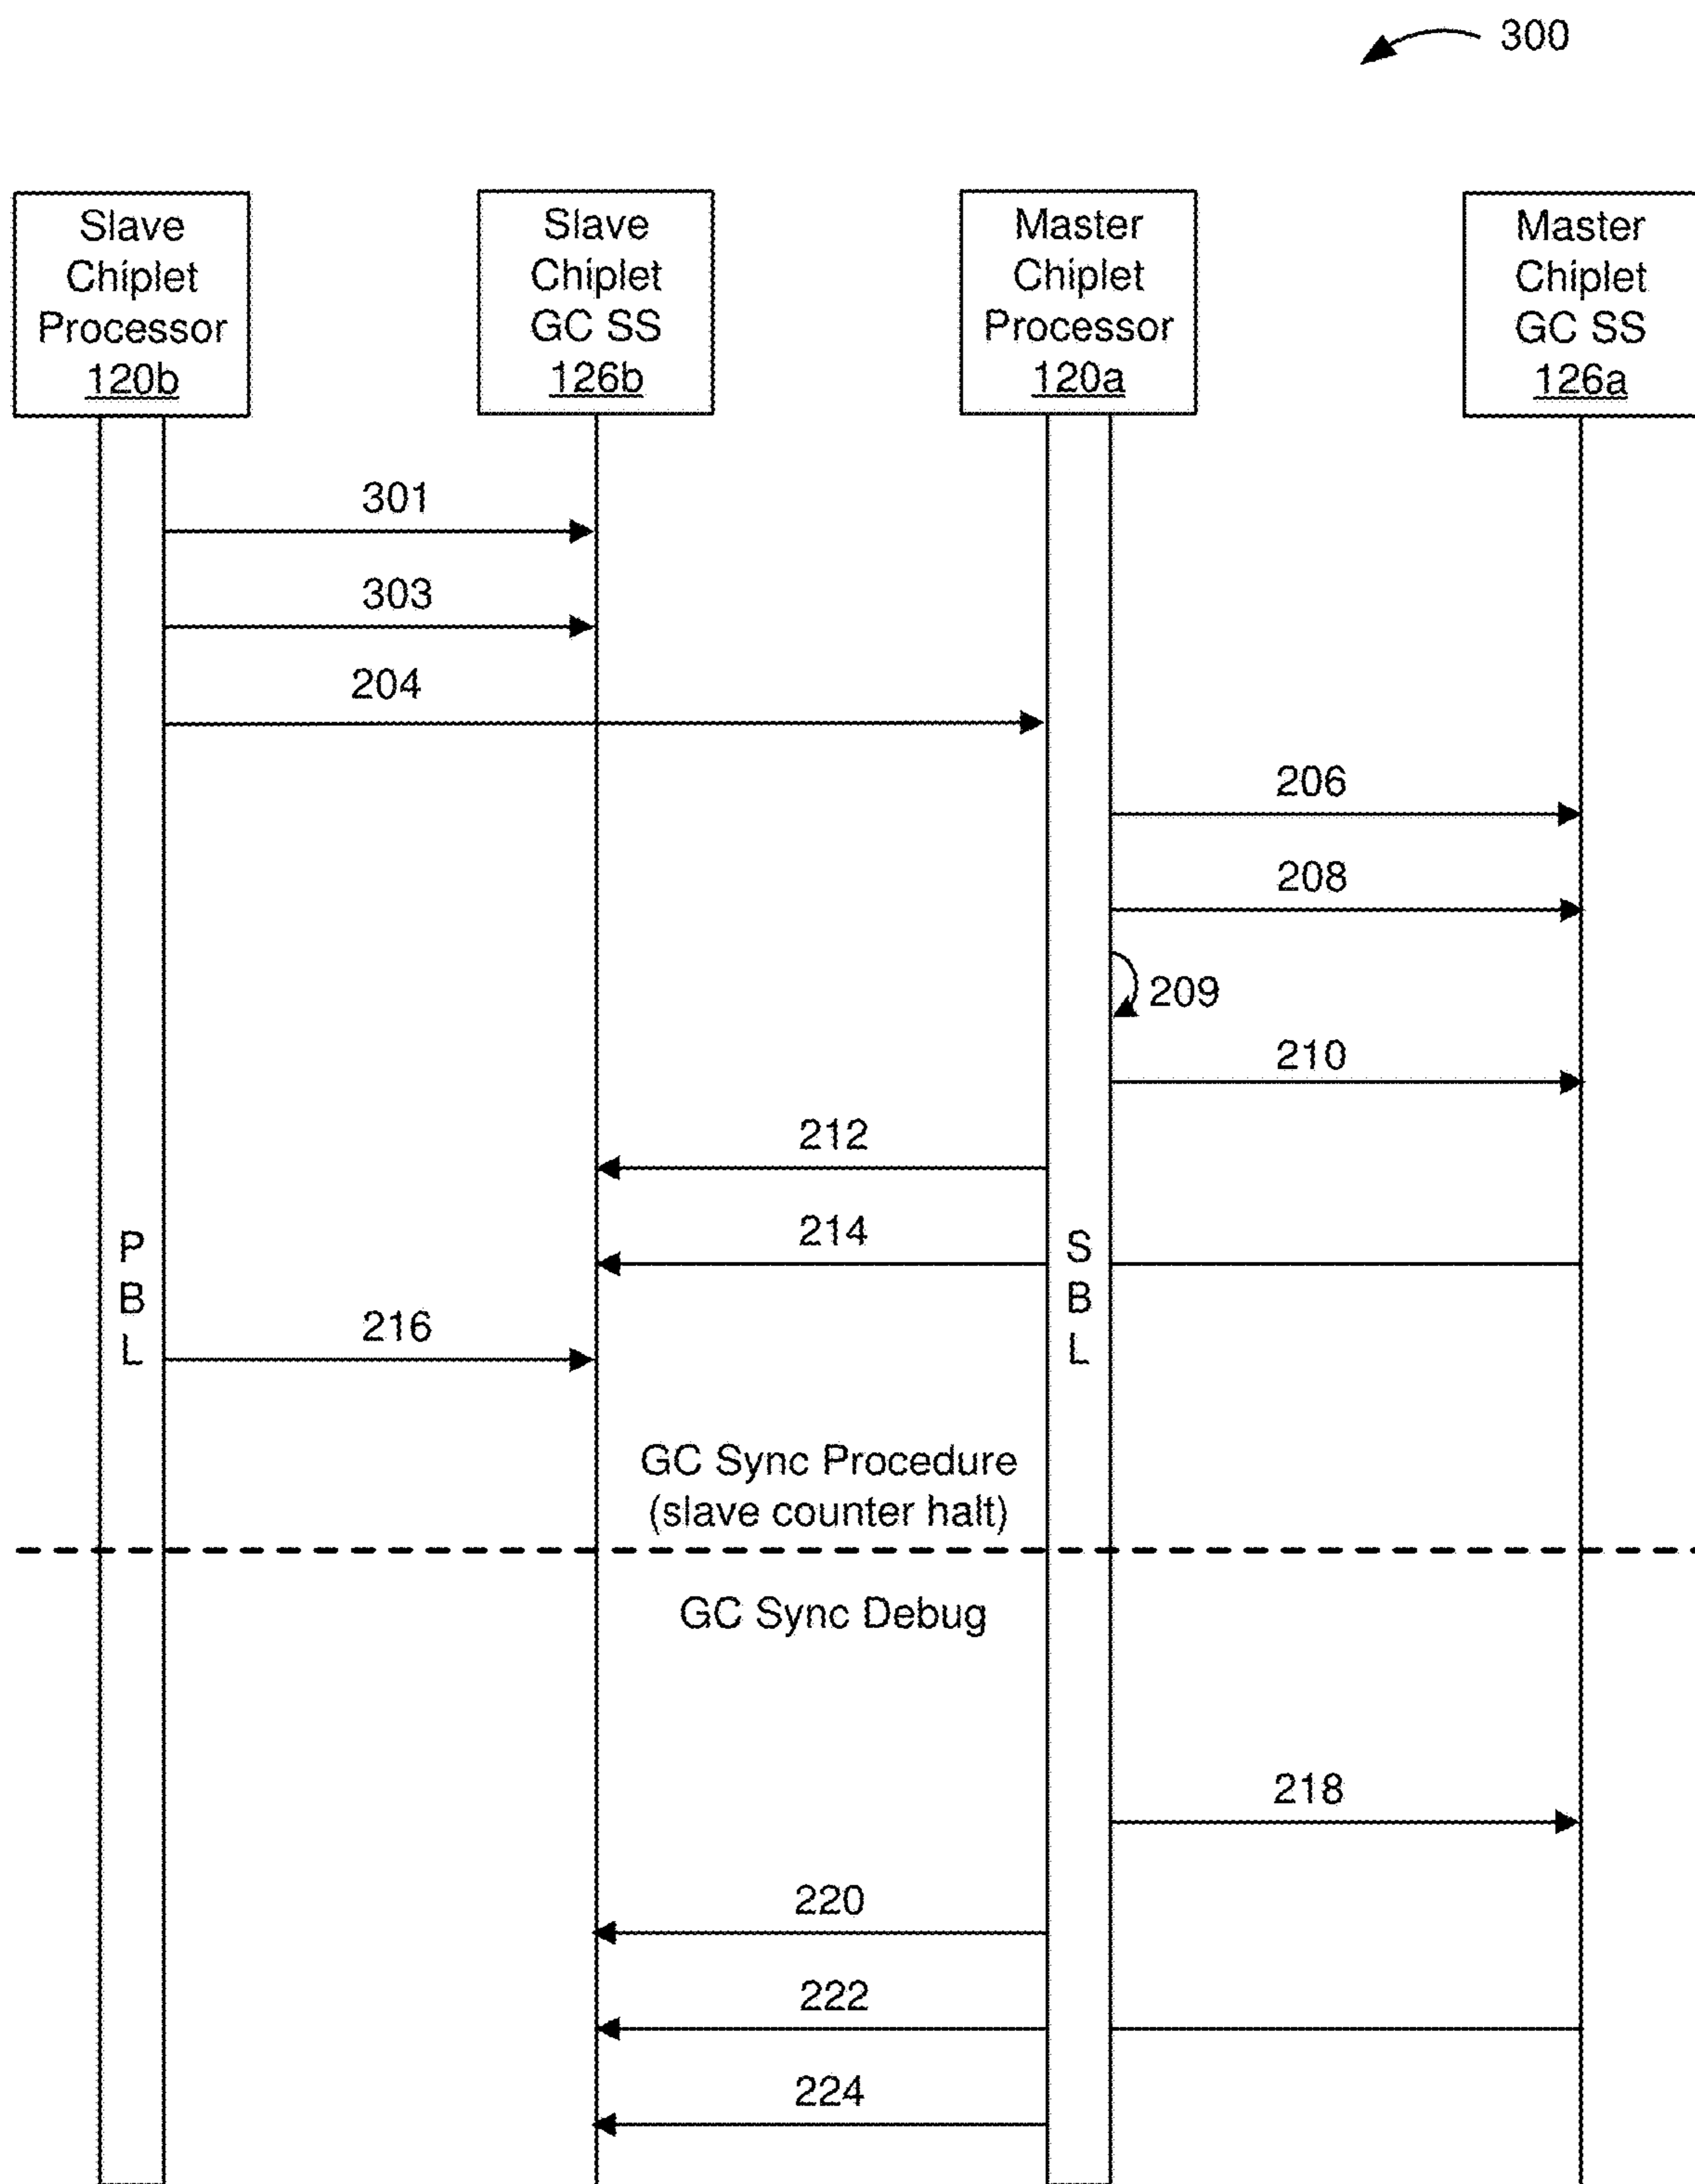 300
Slave
Chiplet
Processor
120b
Slave
Chiplet
GC SS
126b
Master
Chiplet
Processor
120a
Master
Chiplet
GC SS
126a
301
303
204
206
208
209
210
212
214
P
B
L
S
B
L
216
GC Sync Procedure
(slave counter halt)
GC Sync Debug
218
220
222
224